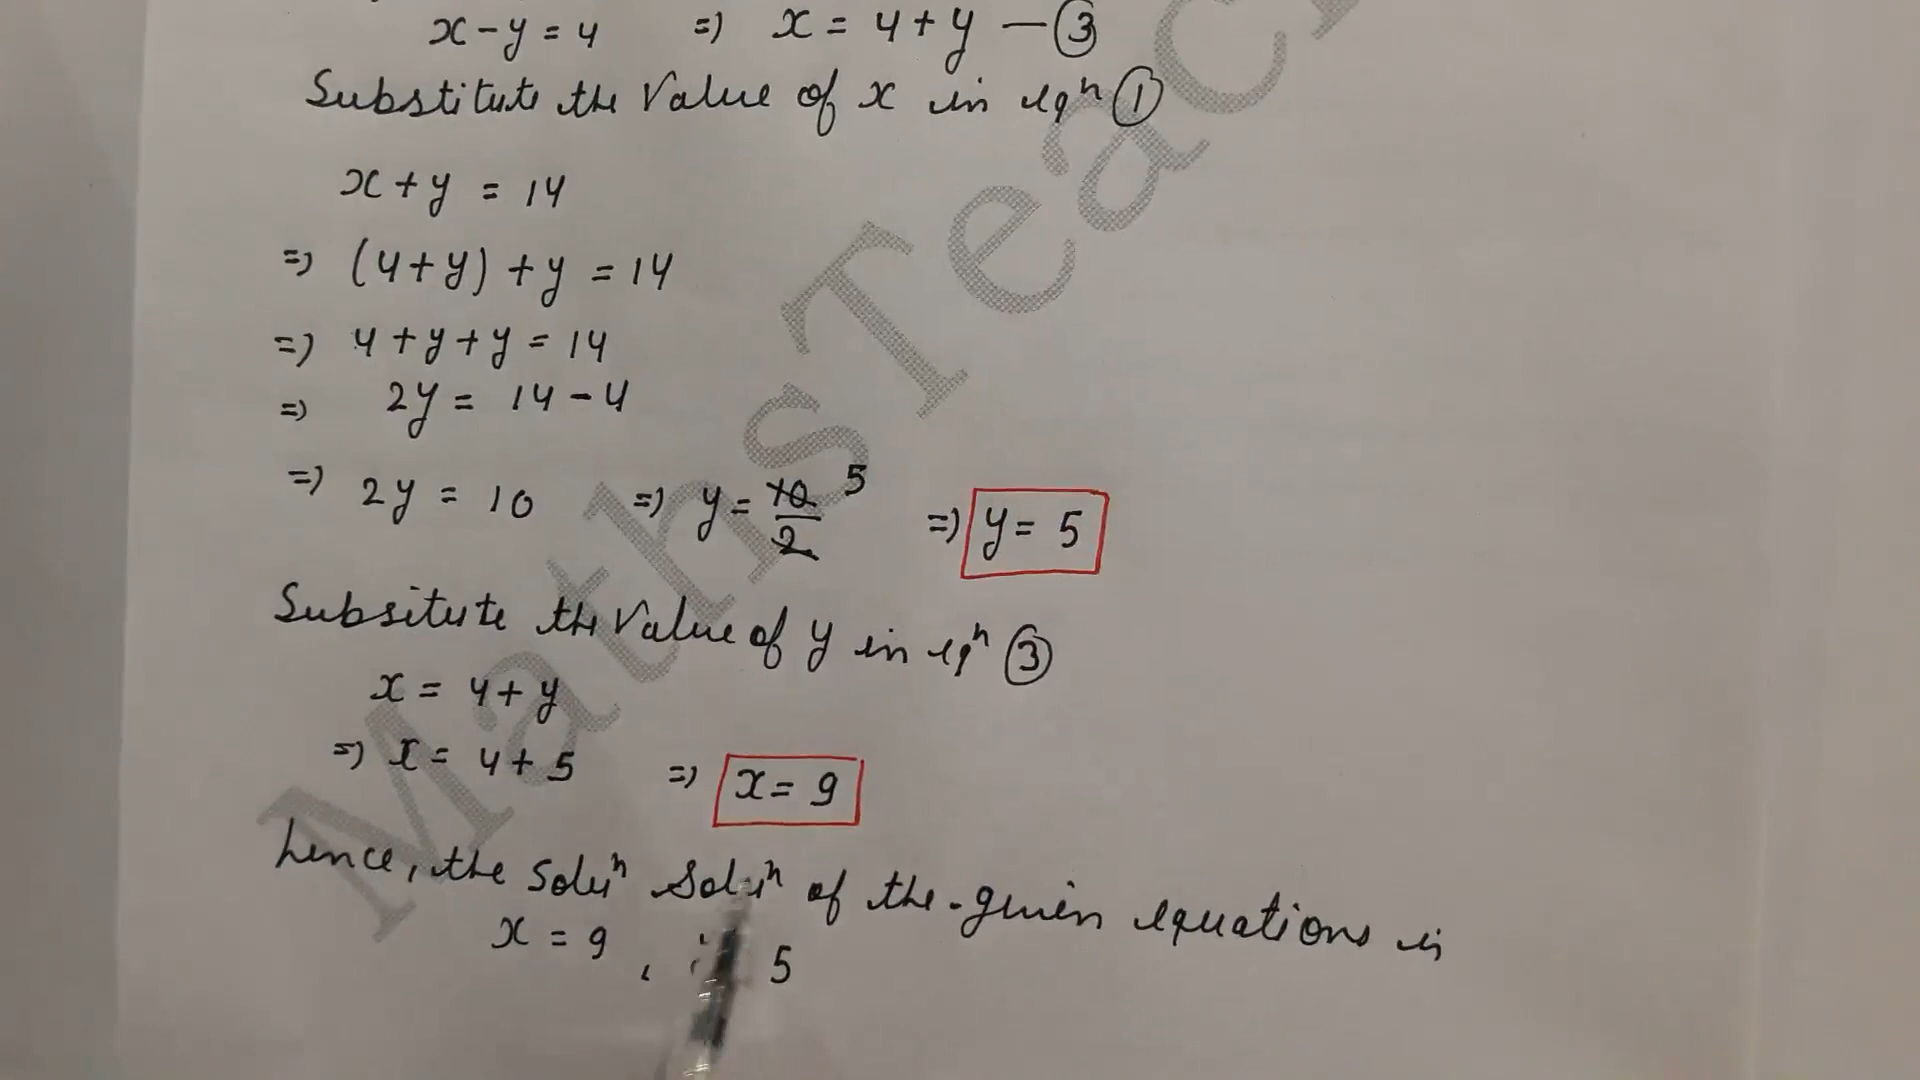 x-y=4 => x = 4+y —③
Substitute the Value of x in eqⁿ ①
x+y = 14
=> (4+y)+y = 14
=> 4+y+y = 14
=> 2y = 14-4
=> 2y = 10 => y = 10/2 5 => y = 5
Subsitute the Value of y in eqⁿ ③
x = 4+y
=> x = 4+5 => x = 9
hence, the soluⁿ Soluⁿ of the given equations is
x = 9, 5
MathsTeac